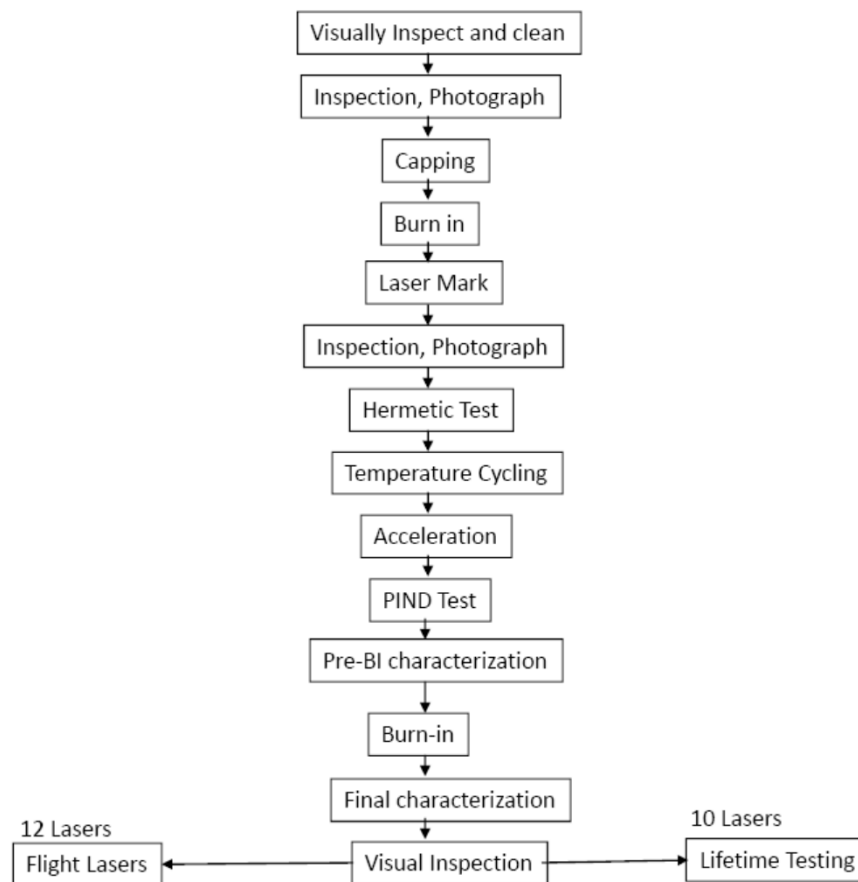 Visually Inspect and clean
Inspection, Photograph
Capping
Burn in
Laser Mark
Inspection, Photograph
Hermetic Test
Temperature Cycling
Acceleration
PIND Test
Pre-BI characterization
Burn-in
Final characterization
12 Lasers
10 Lasers
Flight Lasers
Visual Inspection
Lifetime Testing